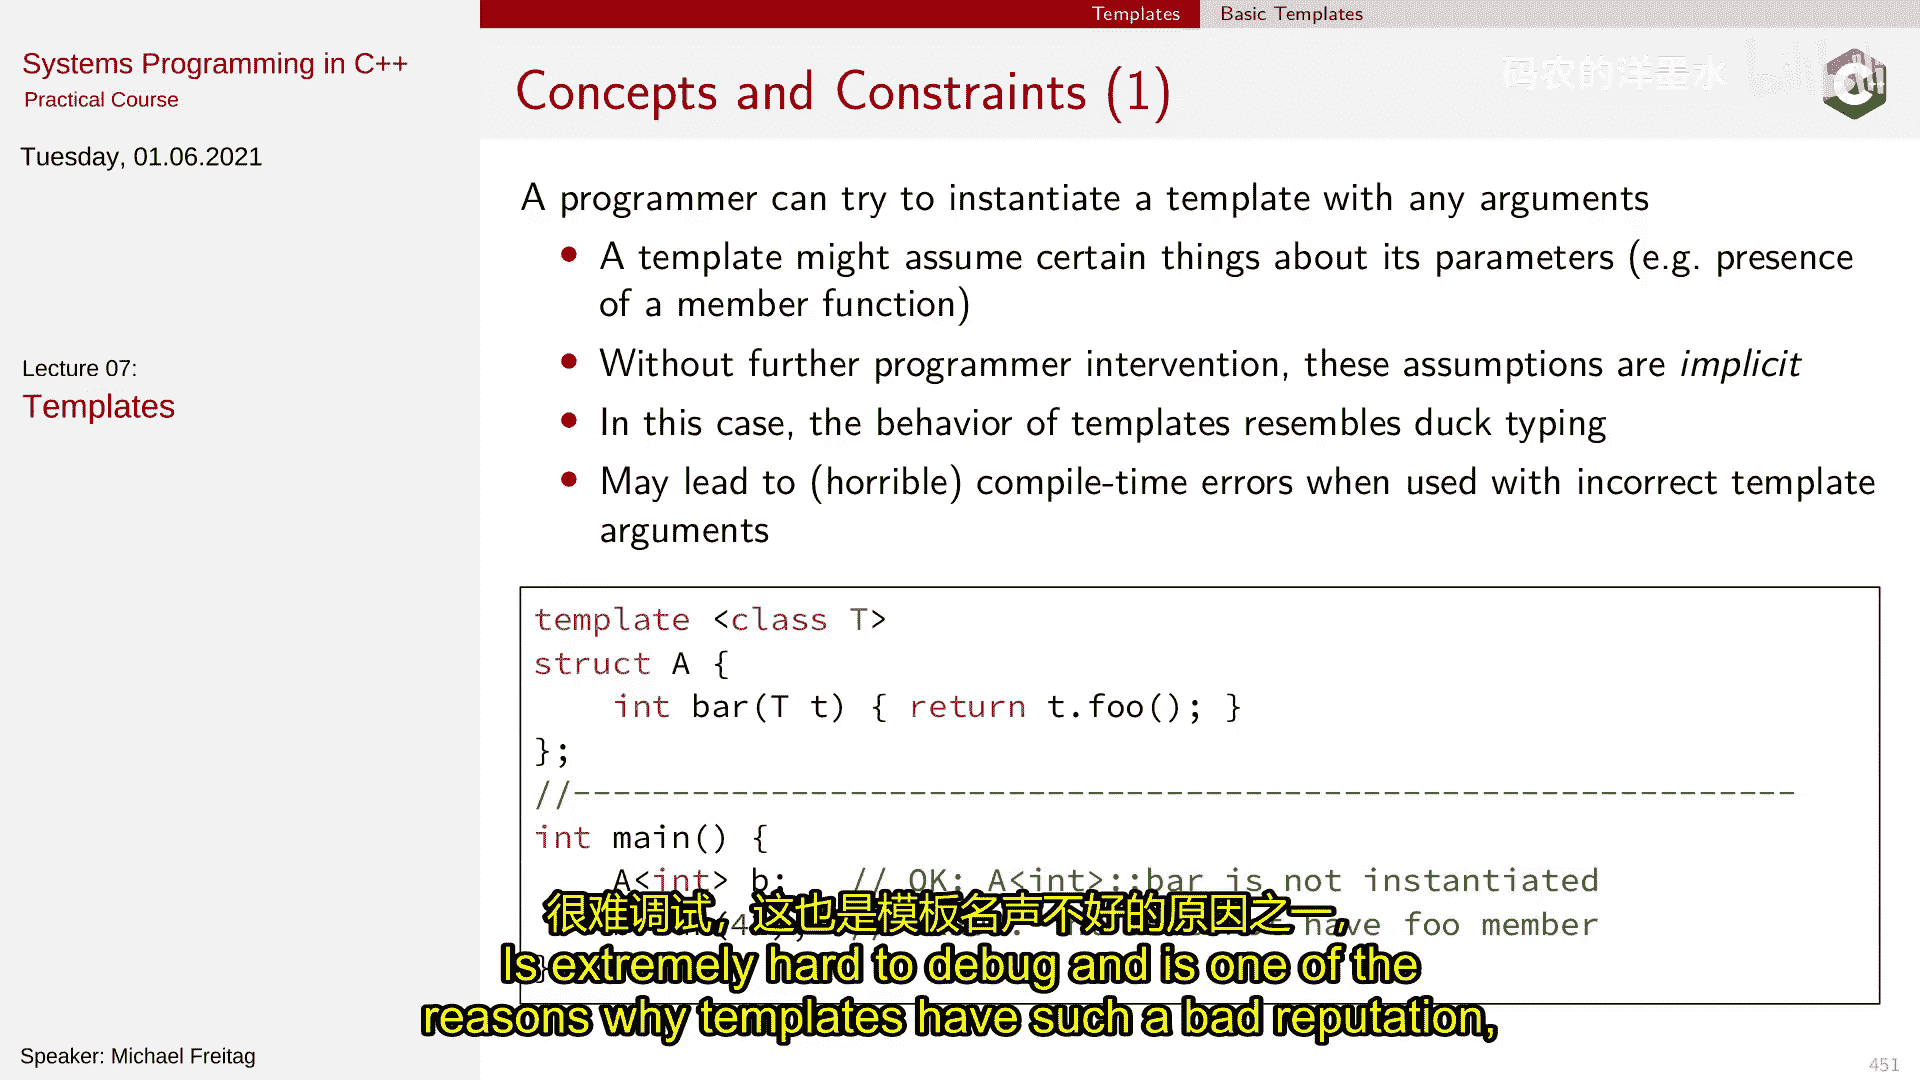 Templates Basic Templates
Systems Programming in C++
Practical Course
Tuesday, 01.06.2021
Lecture 07:
Templates
Speaker: Michael Freitag
Concepts and Constraints (1)
码农的洋墨水
A programmer can try to instantiate a template with any arguments
• A template might assume certain things about its parameters (e.g. presence
of a member function)
• Without further programmer intervention, these assumptions are implicit
• In this case, the behavior of templates resembles duck typing
• May lead to (horrible) compile-time errors when used with incorrect template
arguments
template <class T>
struct A {
int bar(T t) { return t.foo(); }
};
//---------------------------------------------------------------
int main() {
A<int> b; // OK: A<int>::bar is not instantiated
have foo member
}
很难调试，这也是模板名声不好的原因之一，
Is extremely hard to debug and is one of the
reasons why templates have such a bad reputation,
451